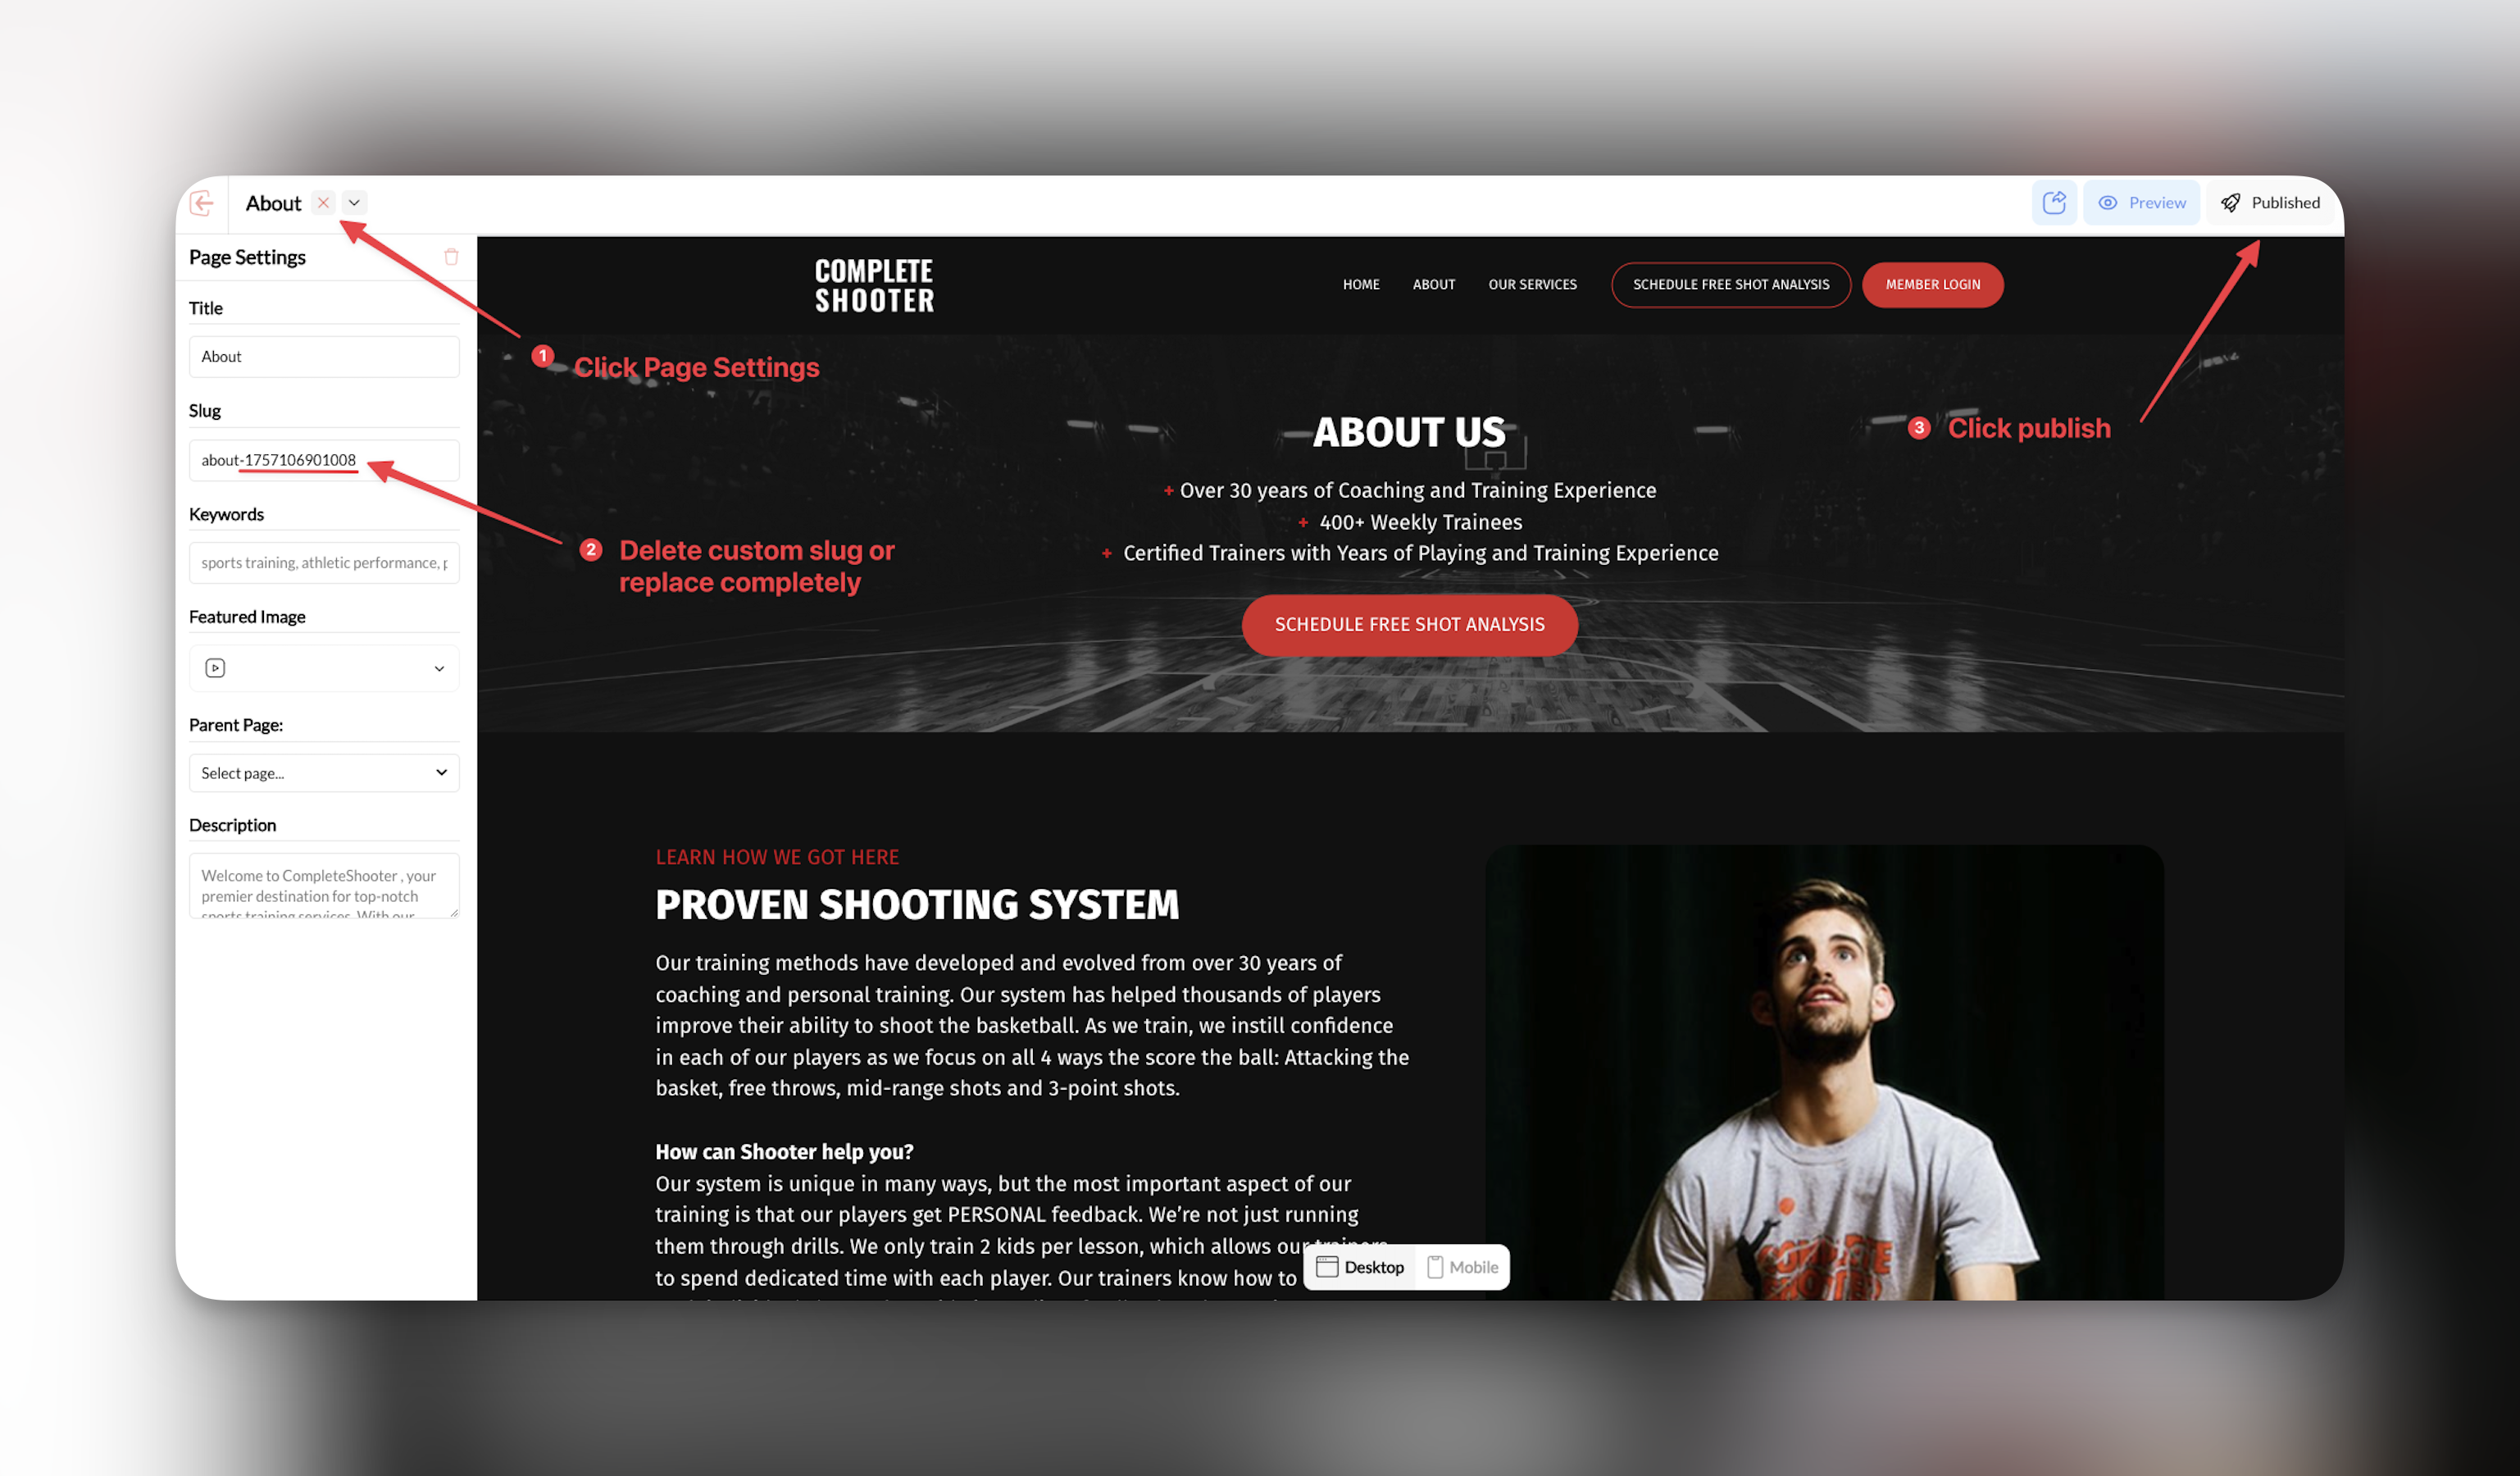 About
Preview
Published
Page Settings
Title
About
Slug
about-1757106901008
Keywords
sports training, athletic performance, p
Featured Image
Parent Page:
Select page...
Description
Welcome to CompleteShooter , your
premier destination for top-notch
sports training services. With our
COMPLETE
SHOOTER
HOME
ABOUT
OUR SERVICES
SCHEDULE FREE SHOT ANALYSIS
MEMBER LOGIN
1 Click Page Settings
2 Delete custom slug or
replace completely
3 Click publish
ABOUT US
+ Over 30 years of Coaching and Training Experience
+ 400+ Weekly Trainees
+ Certified Trainers with Years of Playing and Training Experience
SCHEDULE FREE SHOT ANALYSIS
LEARN HOW WE GOT HERE
PROVEN SHOOTING SYSTEM
Our training methods have developed and evolved from over 30 years of
coaching and personal training. Our system has helped thousands of players
improve their ability to shoot the basketball. As we train, we instill confidence
in each of our players as we focus on all 4 ways the score the ball: Attacking the
basket, free throws, mid-range shots and 3-point shots.
How can Shooter help you?
Our system is unique in many ways, but the most important aspect of our
training is that our players get PERSONAL feedback. We’re not just running
them through drills. We only train 2 kids per lesson, which allows our trainers
to spend dedicated time with each player. Our trainers know how to
Desktop
Mobile
COMPLETE
SHOOTER